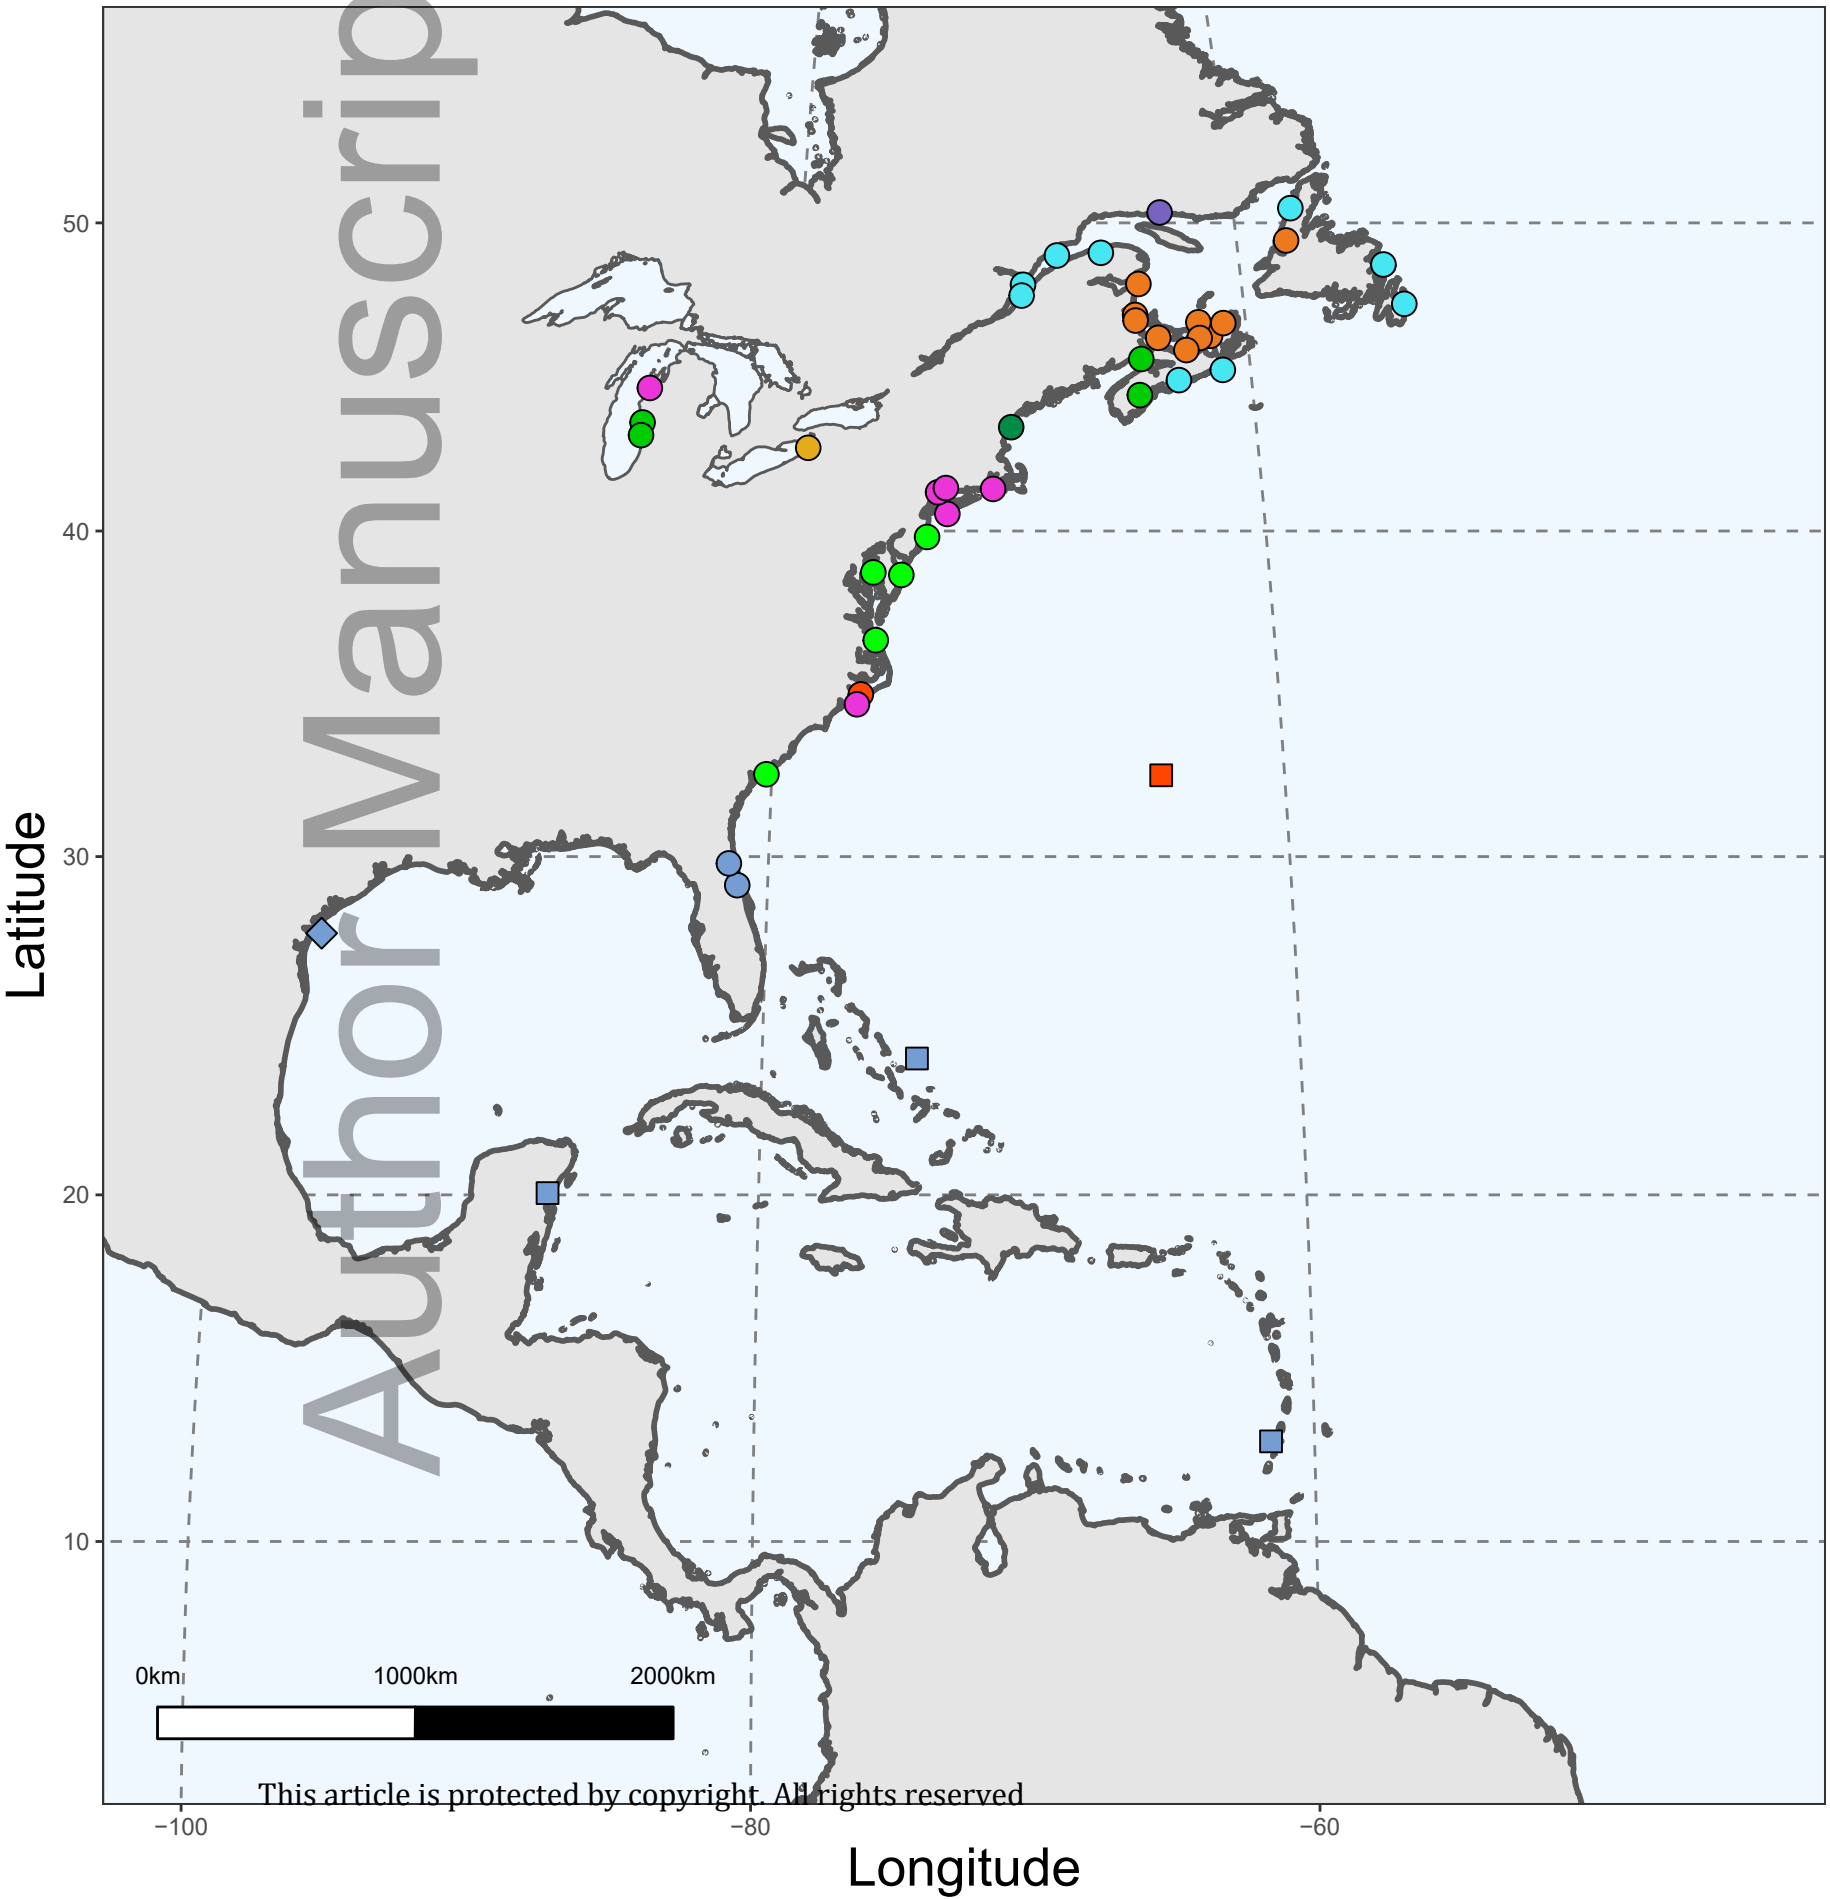 Author Manuscrip
50
40
30
20
10
Latitude
0km
1000km
2000km
This article is protected by copyright. All rights reserved
−100
−80
−60
Longitude